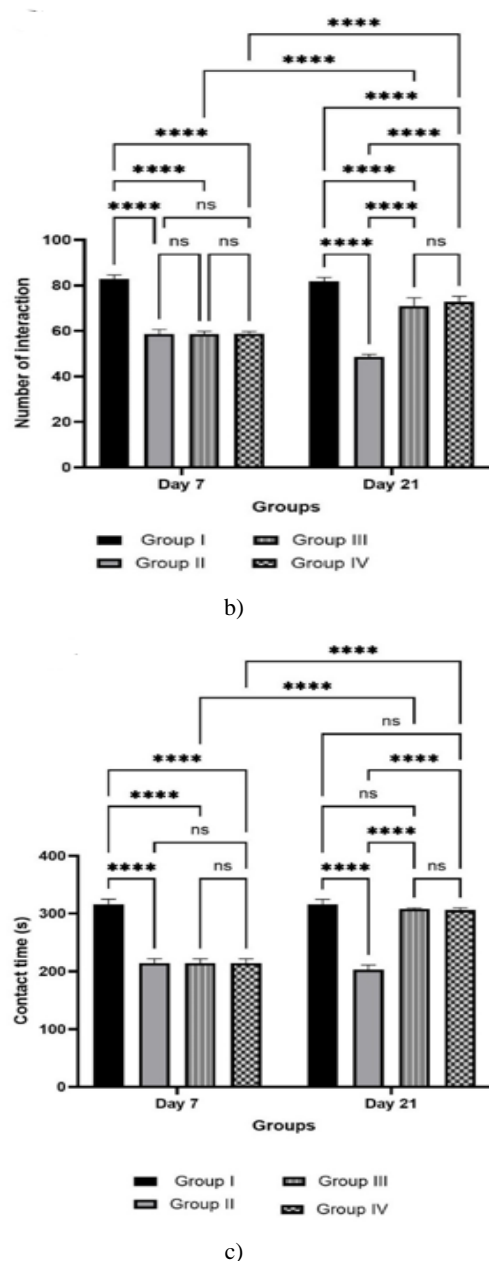 ****
****
****
****
****
****
****
****
****
ns
****
****
ns
ns
****
ns
100
80
60
40
20
0
Number of interaction
Day 7
Day 21
Groups
Group I
Group III
Group II
Group IV
b)
****
****
ns
****
****
****
ns
ns
****
****
ns
****
ns
400
300
200
100
0
Contact time (s)
Day 7
Day 21
Groups
Group I
Group III
Group II
Group IV
c)